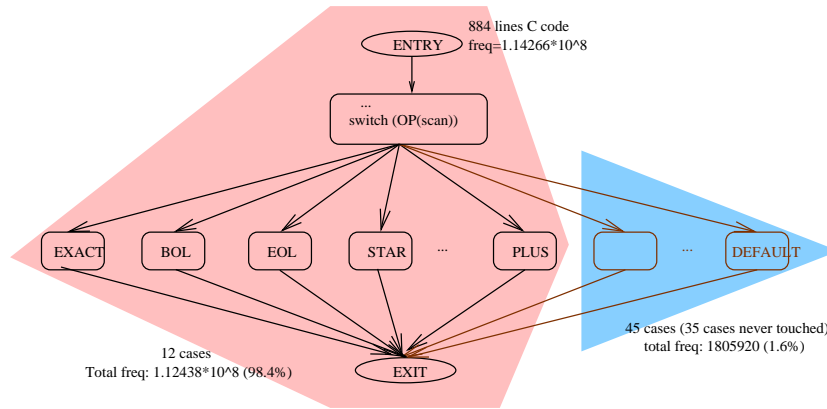 884 lines C code
freq=1.14266*10^8
ENTRY
...
switch (OP(scan))
EXACT
BOL
EOL
STAR
...
PLUS
...
DEFAULT
45 cases (35 cases never touched)
total freq: 1805920 (1.6%)
12 cases
Total freq: 1.12438*10^8 (98.4%)
EXIT